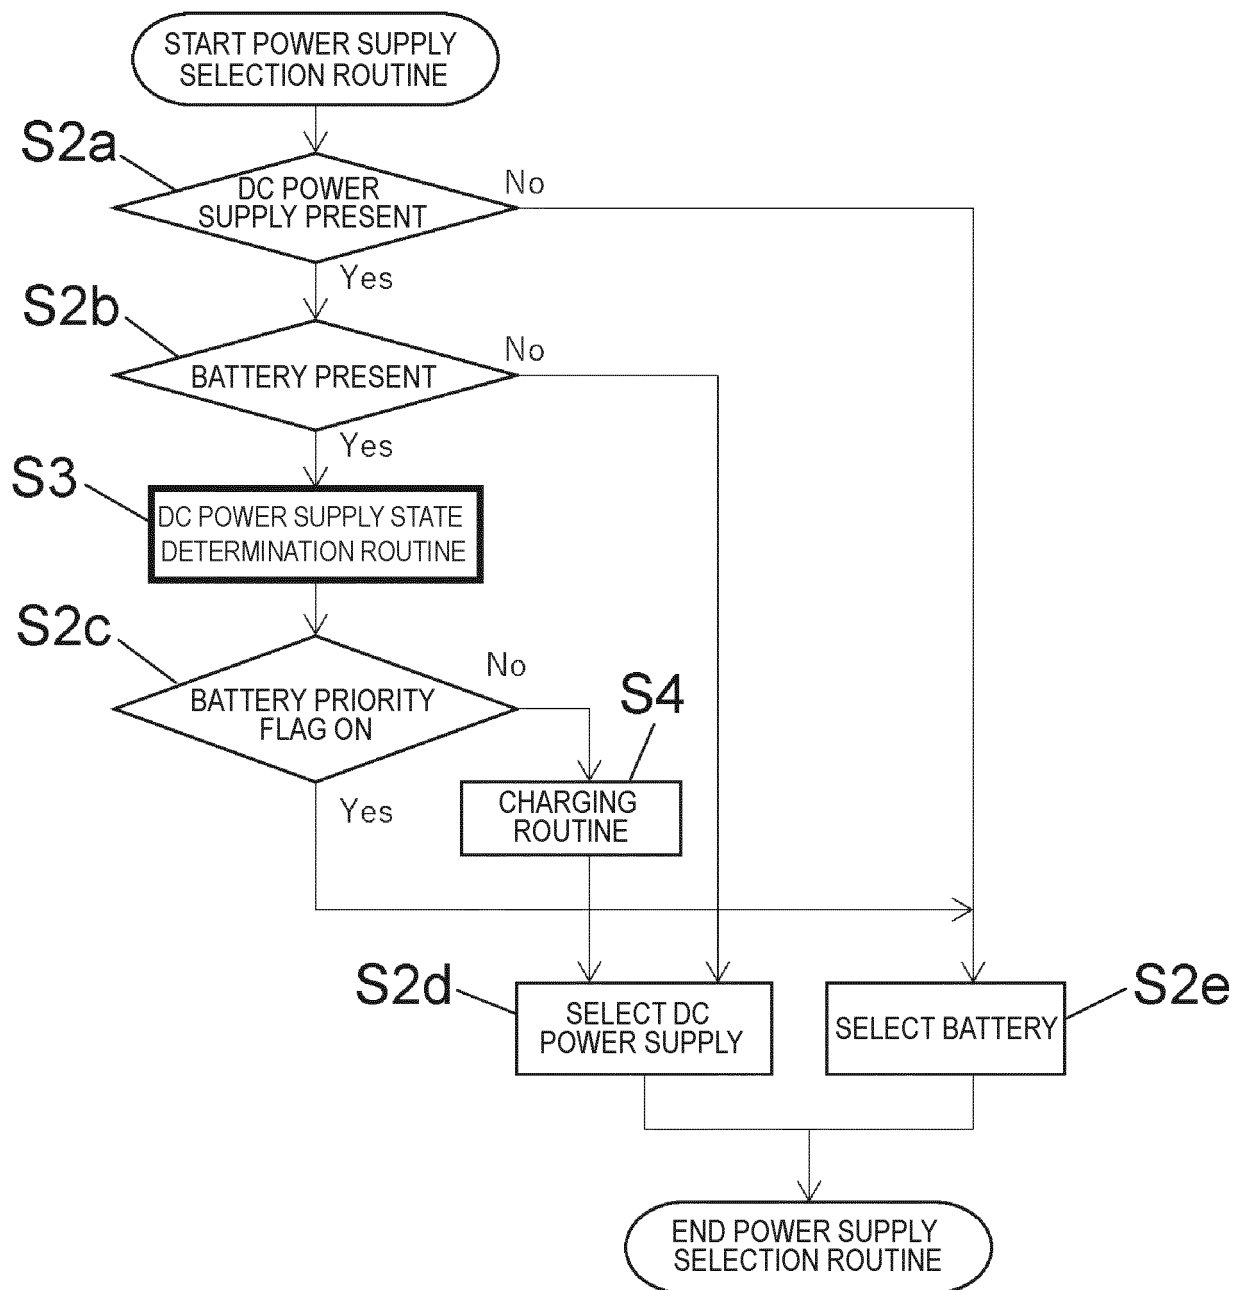 START POWER SUPPLY
SELECTION ROUTINE
S2a
DC POWER
SUPPLY PRESENT
No
Yes
S2b
BATTERY PRESENT
No
Yes
S3
DC POWER SUPPLY STATE
DETERMINATION ROUTINE
S2c
BATTERY PRIORITY
FLAG ON
No
Yes
S4
CHARGING
ROUTINE
S2d
SELECT DC
POWER SUPPLY
S2e
SELECT BATTERY
END POWER SUPPLY
SELECTION ROUTINE